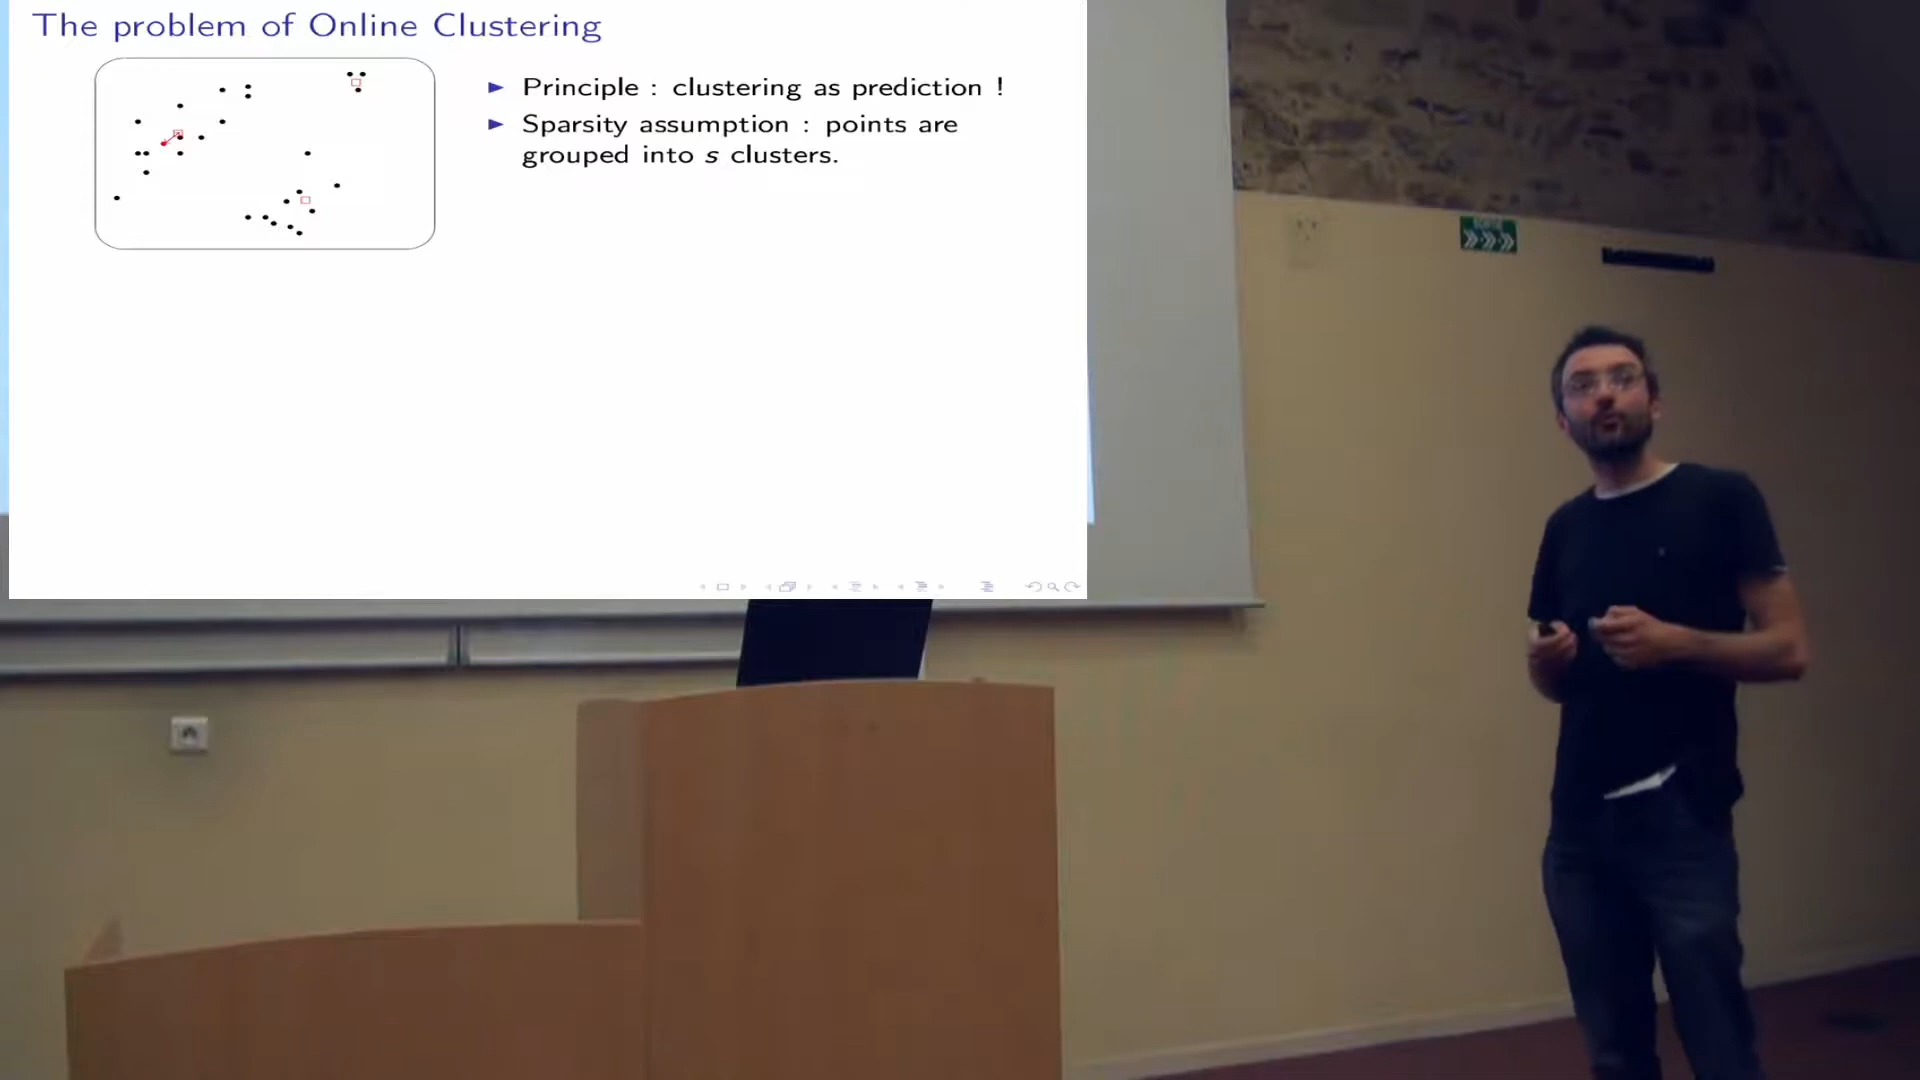 The problem of Online Clustering
► Principle : clustering as prediction !
► Sparsity assumption : points are
grouped into s clusters.